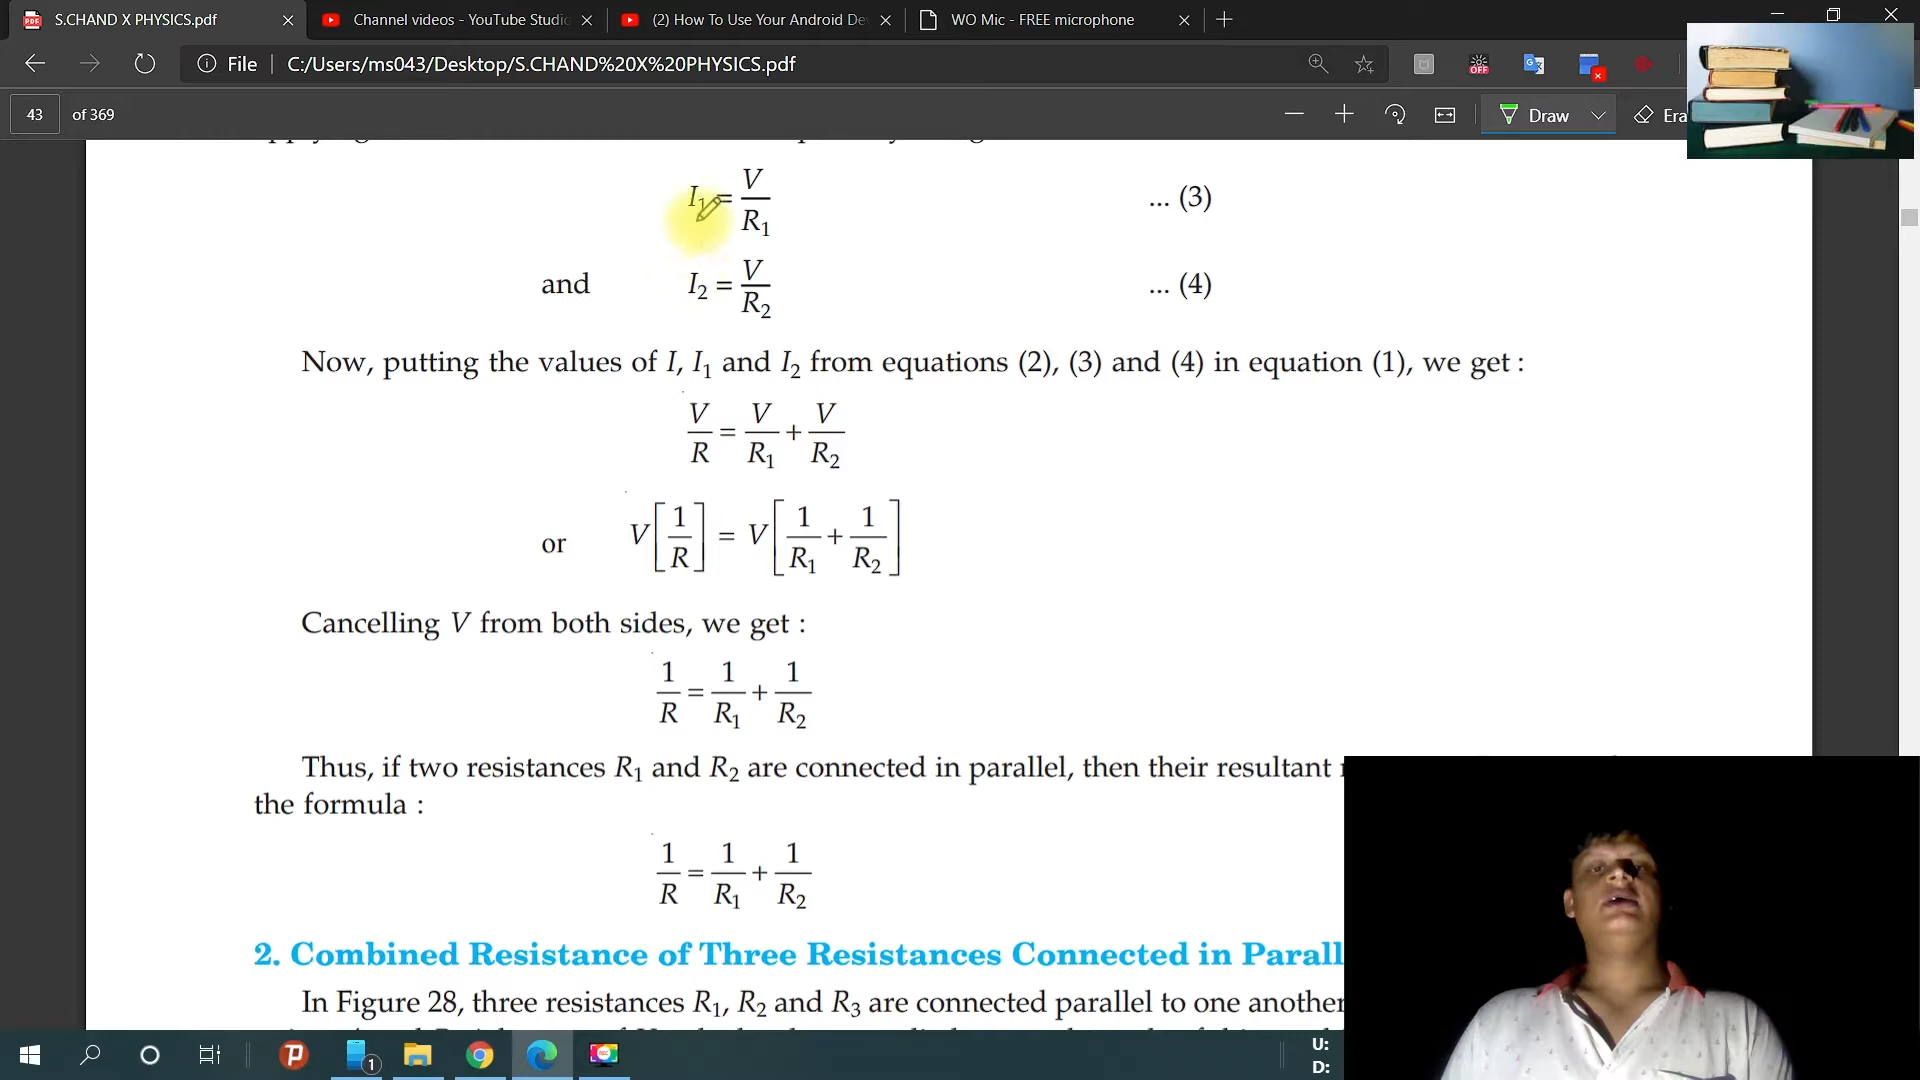 S.CHAND X PHYSICS.pdf
Channel videos - YouTube Studio
(2) How To Use Your Android De
WO Mic - FREE microphone
File
C:/Users/ms043/Desktop/S.CHAND%20X%20PHYSICS.pdf
OFF
43 of 369
Draw
Era
I₁ = V/R₁ ... (3)
and I₂ = V/R₂ ... (4)
Now, putting the values of I, I₁ and I₂ from equations (2), (3) and (4) in equation (1), we get :
V/R = V/R₁ + V/R₂
or V[1/R] = V[1/R₁ + 1/R₂]
Cancelling V from both sides, we get :
1/R = 1/R₁ + 1/R₂
Thus, if two resistances R₁ and R₂ are connected in parallel, then their resultant
the formula :
1/R = 1/R₁ + 1/R₂
2. Combined Resistance of Three Resistances Connected in Parall
In Figure 28, three resistances R₁, R₂ and R₃ are connected parallel to one another
1
REC
U:
D: